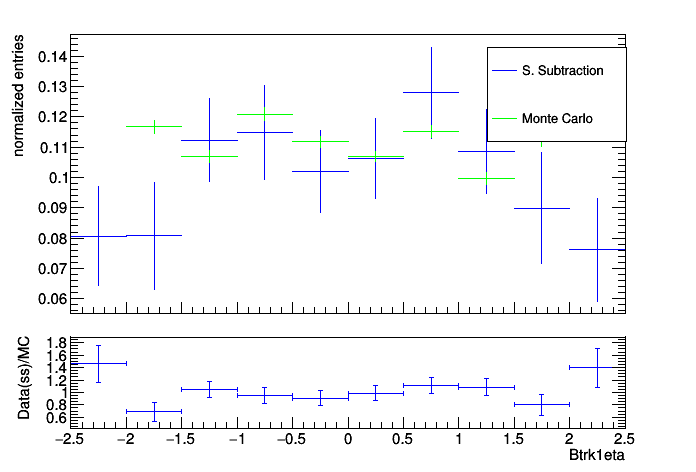 normalized entries
0.14
0.13
0.12
0.11
0.1
0.09
0.08
0.07
0.06
S. Subtraction
Monte Carlo
Data(ss)/MC
1.8
1.6
1.4
1.2
1
0.8
0.6
−2.5 −2 −1.5 −1 −0.5 0 0.5 1 1.5 2 2.5
Btrk1eta